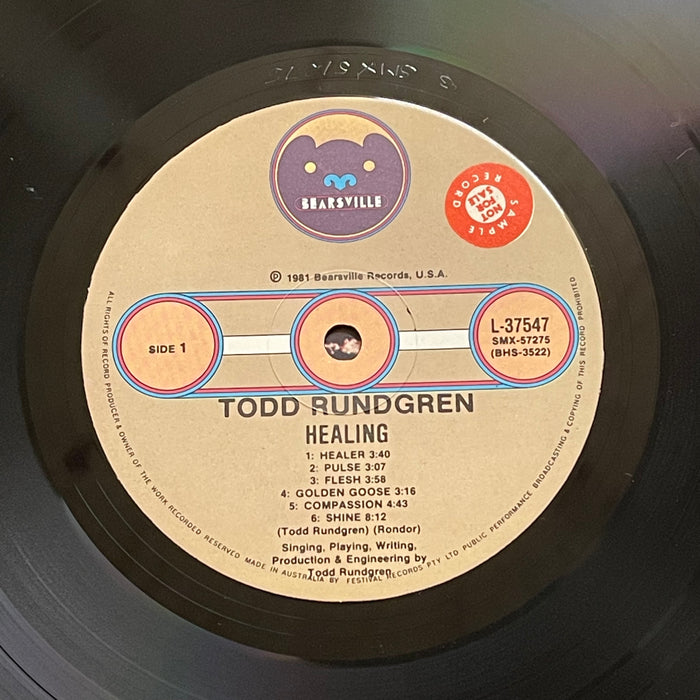 BEARSVILLE
SAMPLE RECORD
NOT FOR SALE
℗ 1981 Bearsville Records, U.S.A.
SIDE 1
L-37547
SMX-57275
(BHS-3522)
TODD RUNDGREN
HEALING
1: HEALER 3:40
2: PULSE 3:07
3: FLESH 3:58
4: GOLDEN GOOSE 3:16
5: COMPASSION 4:43
6: SHINE 8:12
(Todd Rundgren) (Rondor)
Singing, Playing, Writing,
Production & Engineering by
Todd Rundgren
ALL RIGHTS OF RECORD PRODUCER & OWNER OF THE WORK RECORDED RESERVED MADE IN AUSTRALIA BY FESTIVAL RECORDS PTY LTD PUBLIC PERFORMANCE BROADCASTING & COPYING OF THIS RECORD PROHIBITED